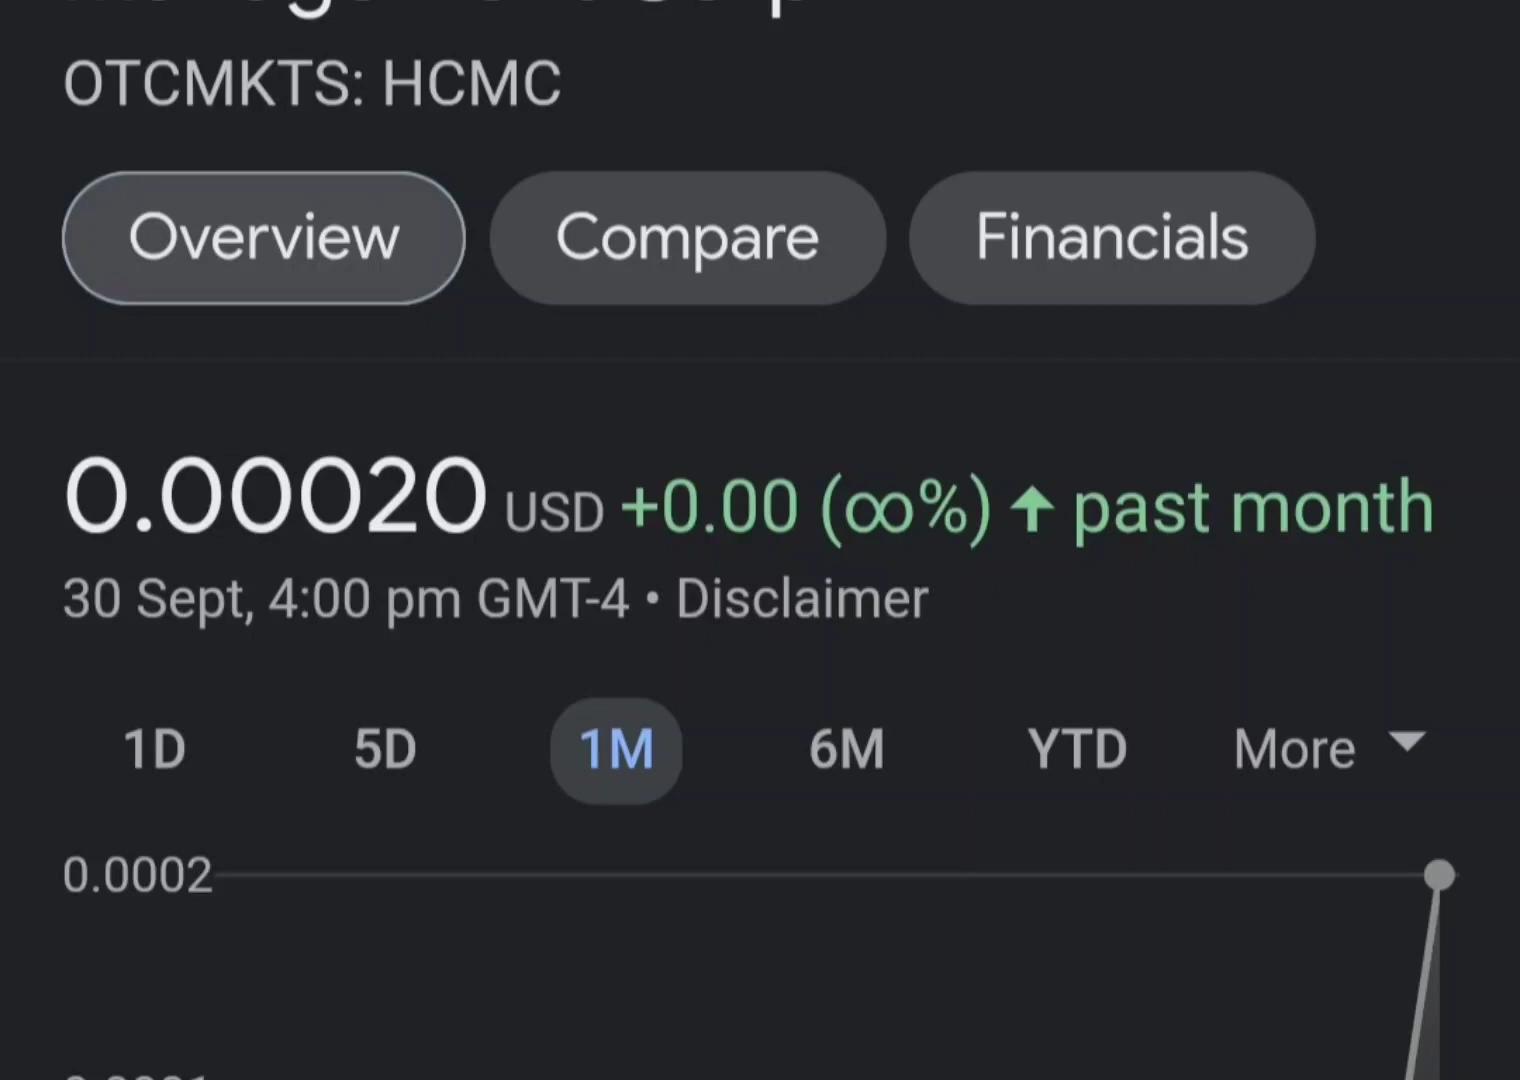 OTCMKTS: HCMC
Overview Compare Financials
0.00020 USD +0.00 (∞%) ↑ past month
30 Sept, 4:00 pm GMT-4 • Disclaimer
1D 5D 1M 6M YTD More
0.0002